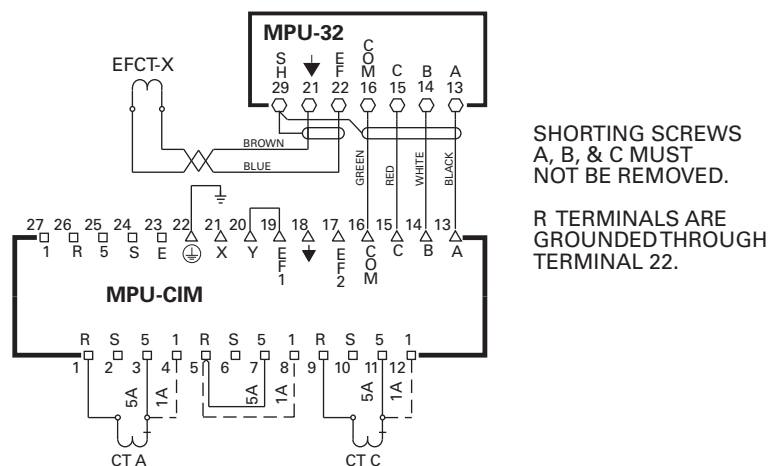 MPU-32
EFCT-X
SH
EF
COM
C
B
A
29 21 22 16 15 14 13
BROWN
BLUE
GREEN
RED
WHITE
BLACK
SHORTING SCREWS
A, B, & C MUST
NOT BE REMOVED.
R TERMINALS ARE
GROUNDED THROUGH
TERMINAL 22.
27 26 25 24 23 22 21 20 19 18 17 16 15 14 13
1 R 5 S E X Y EF1 EF2 COM C B A
MPU-CIM
R S 5 1 R S 5 1 R S 5 1
1 2 3 4 5 6 7 8 9 10 11 12
5A 1A 5A 1A 5A 1A
CT A
CT C